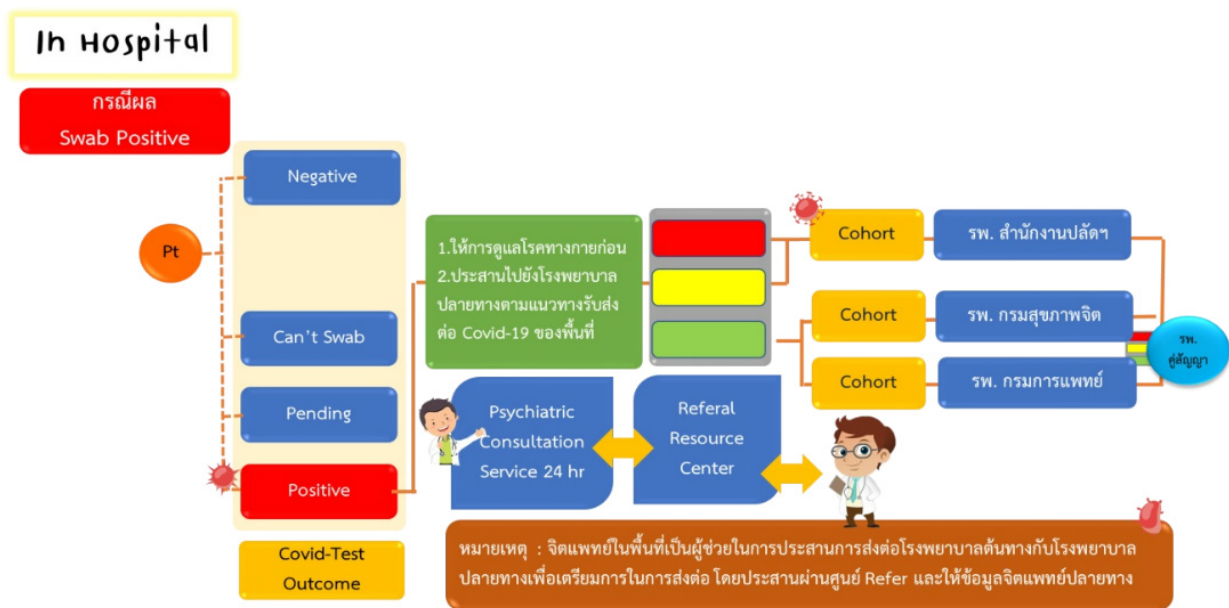 In Hospital
กรณีผล
Swab Positive
Pt
Negative
Can't Swab
Pending
Positive
Covid-Test
Outcome
1.ให้การดูแลโรคทางกายก่อน
2.ประสานไปยังโรงพยาบาล
ปลายทางตามแนวทางรับส่ง
ต่อ Covid-19 ของพื้นที่
Cohort
รพ. สำนักงานปลัดฯ
Cohort
รพ. กรมสุขภาพจิต
Cohort
รพ. กรมการแพทย์
รพ.
คู่สัญญา
Psychiatric
Consultation
Service 24 hr
Referal
Resource
Center
หมายเหตุ : จิตแพทย์ในพื้นที่เป็นผู้ช่วยในการประสานการส่งต่อโรงพยาบาลต้นทางกับโรงพยาบาล
ปลายทางเพื่อเตรียมการในการส่งต่อ โดยประสานผ่านศูนย์ Refer และให้ข้อมูลจิตแพทย์ปลายทาง